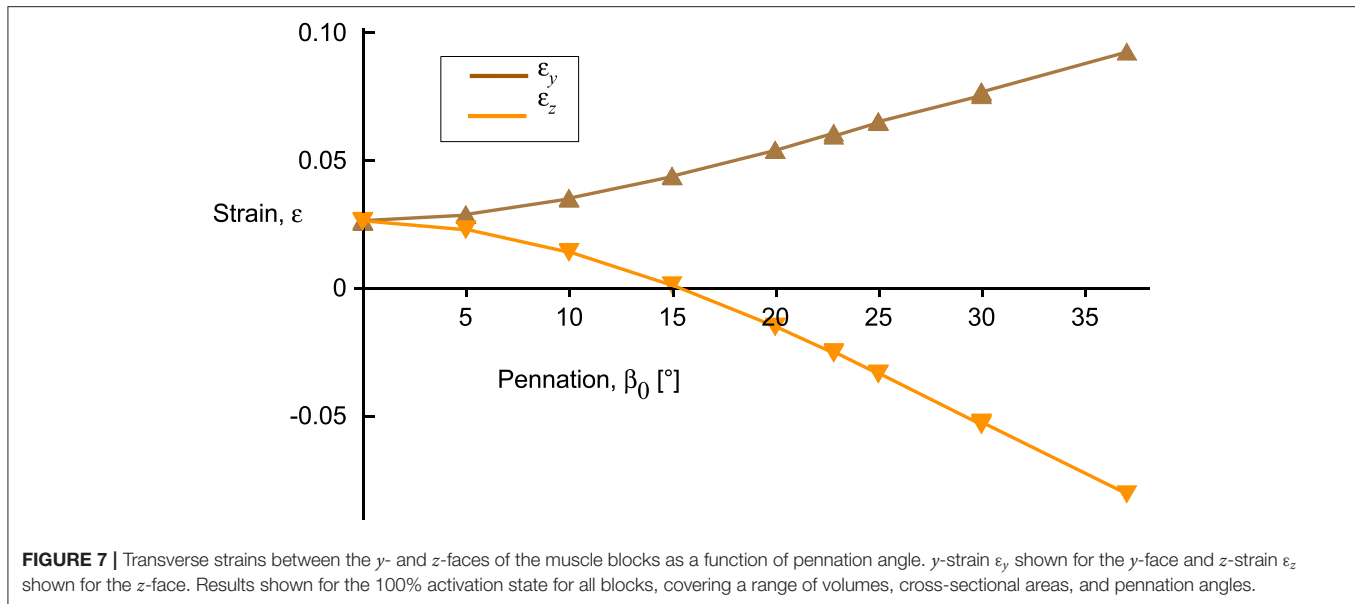 0.10
εy
εz
0.05
Strain, ε
0
5 10 15 20 25 30 35
Pennation, β0 [°]
-0.05
FIGURE 7 | Transverse strains between the y- and z-faces of the muscle blocks as a function of pennation angle. y-strain εy shown for the y-face and z-strain εz
shown for the z-face. Results shown for the 100% activation state for all blocks, covering a range of volumes, cross-sectional areas, and pennation angles.